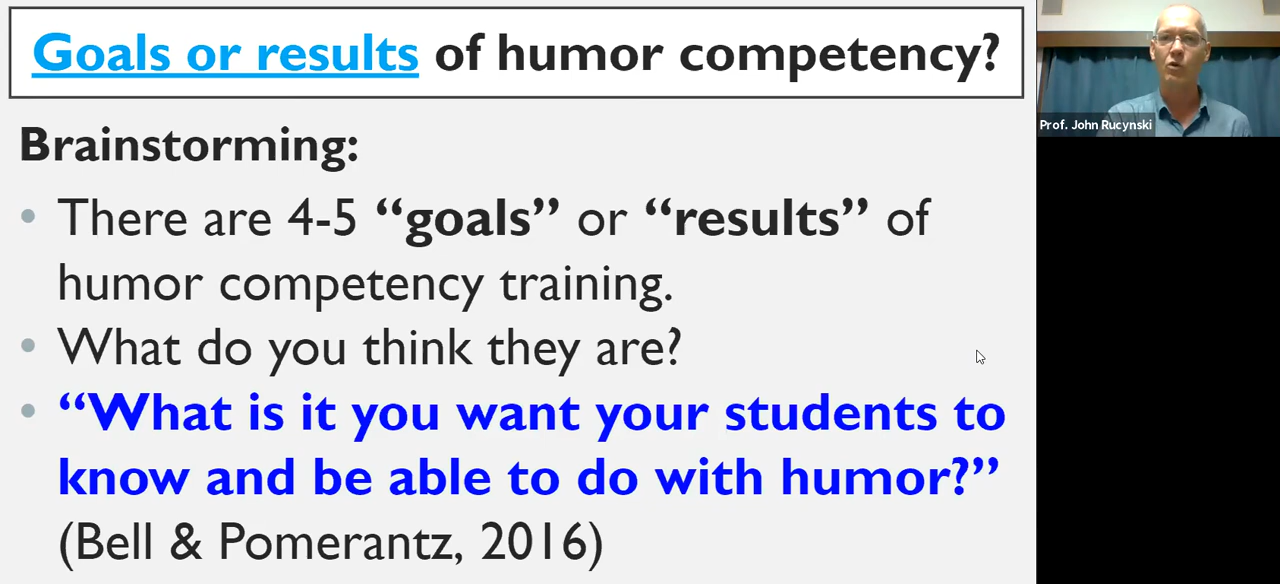 Goals or results of humor competency?
Prof. John Rucynski
Brainstorming:
• There are 4-5 “goals” or “results” of
humor competency training.
• What do you think they are?
• “What is it you want your students to
know and be able to do with humor?”
(Bell & Pomerantz, 2016)